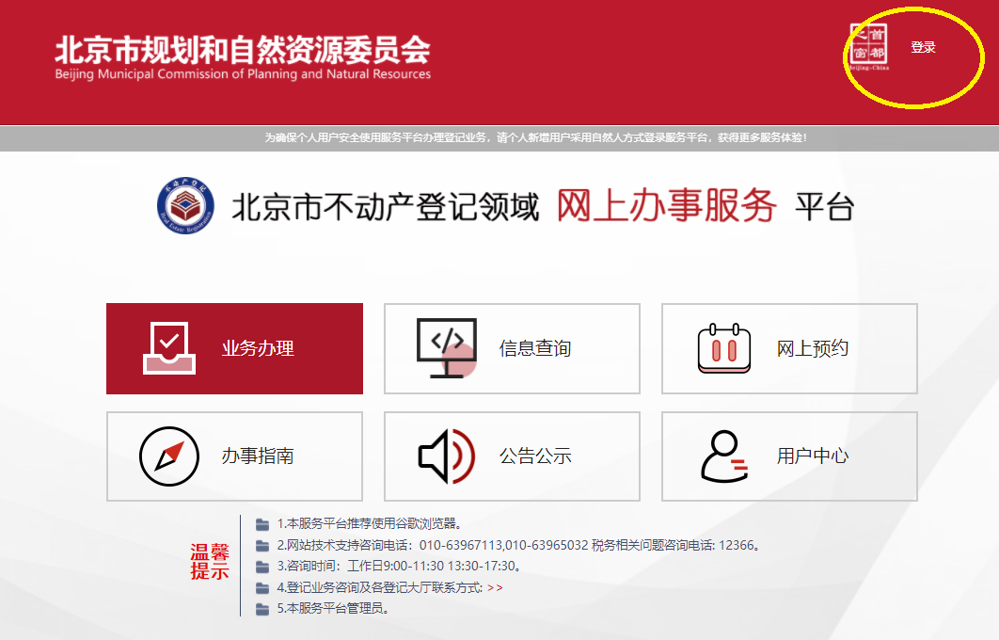 北京市规划和自然资源委员会
Beijing Municipal Commission of Planning and Natural Resources
首都之窗
Beijing-China
登录
为确保个人用户安全使用服务平台办理登记业务，请个人新增用户采用自然人方式登录服务平台，获得更多服务体验！
不动产登记
Real Estate Registration
北京市不动产登记领域 网上办事服务 平台
业务办理
信息查询
网上预约
办事指南
公告公示
用户中心
温馨
提示
1.本服务平台推荐使用谷歌浏览器。
2.网站技术支持咨询电话：010-63967113,010-63965032 税务相关问题咨询电话: 12366。
3.咨询时间：工作日9:00-11:30 13:30-17:30。
4.登记业务咨询及各登记大厅联系方式: >>
5.本服务平台管理员。